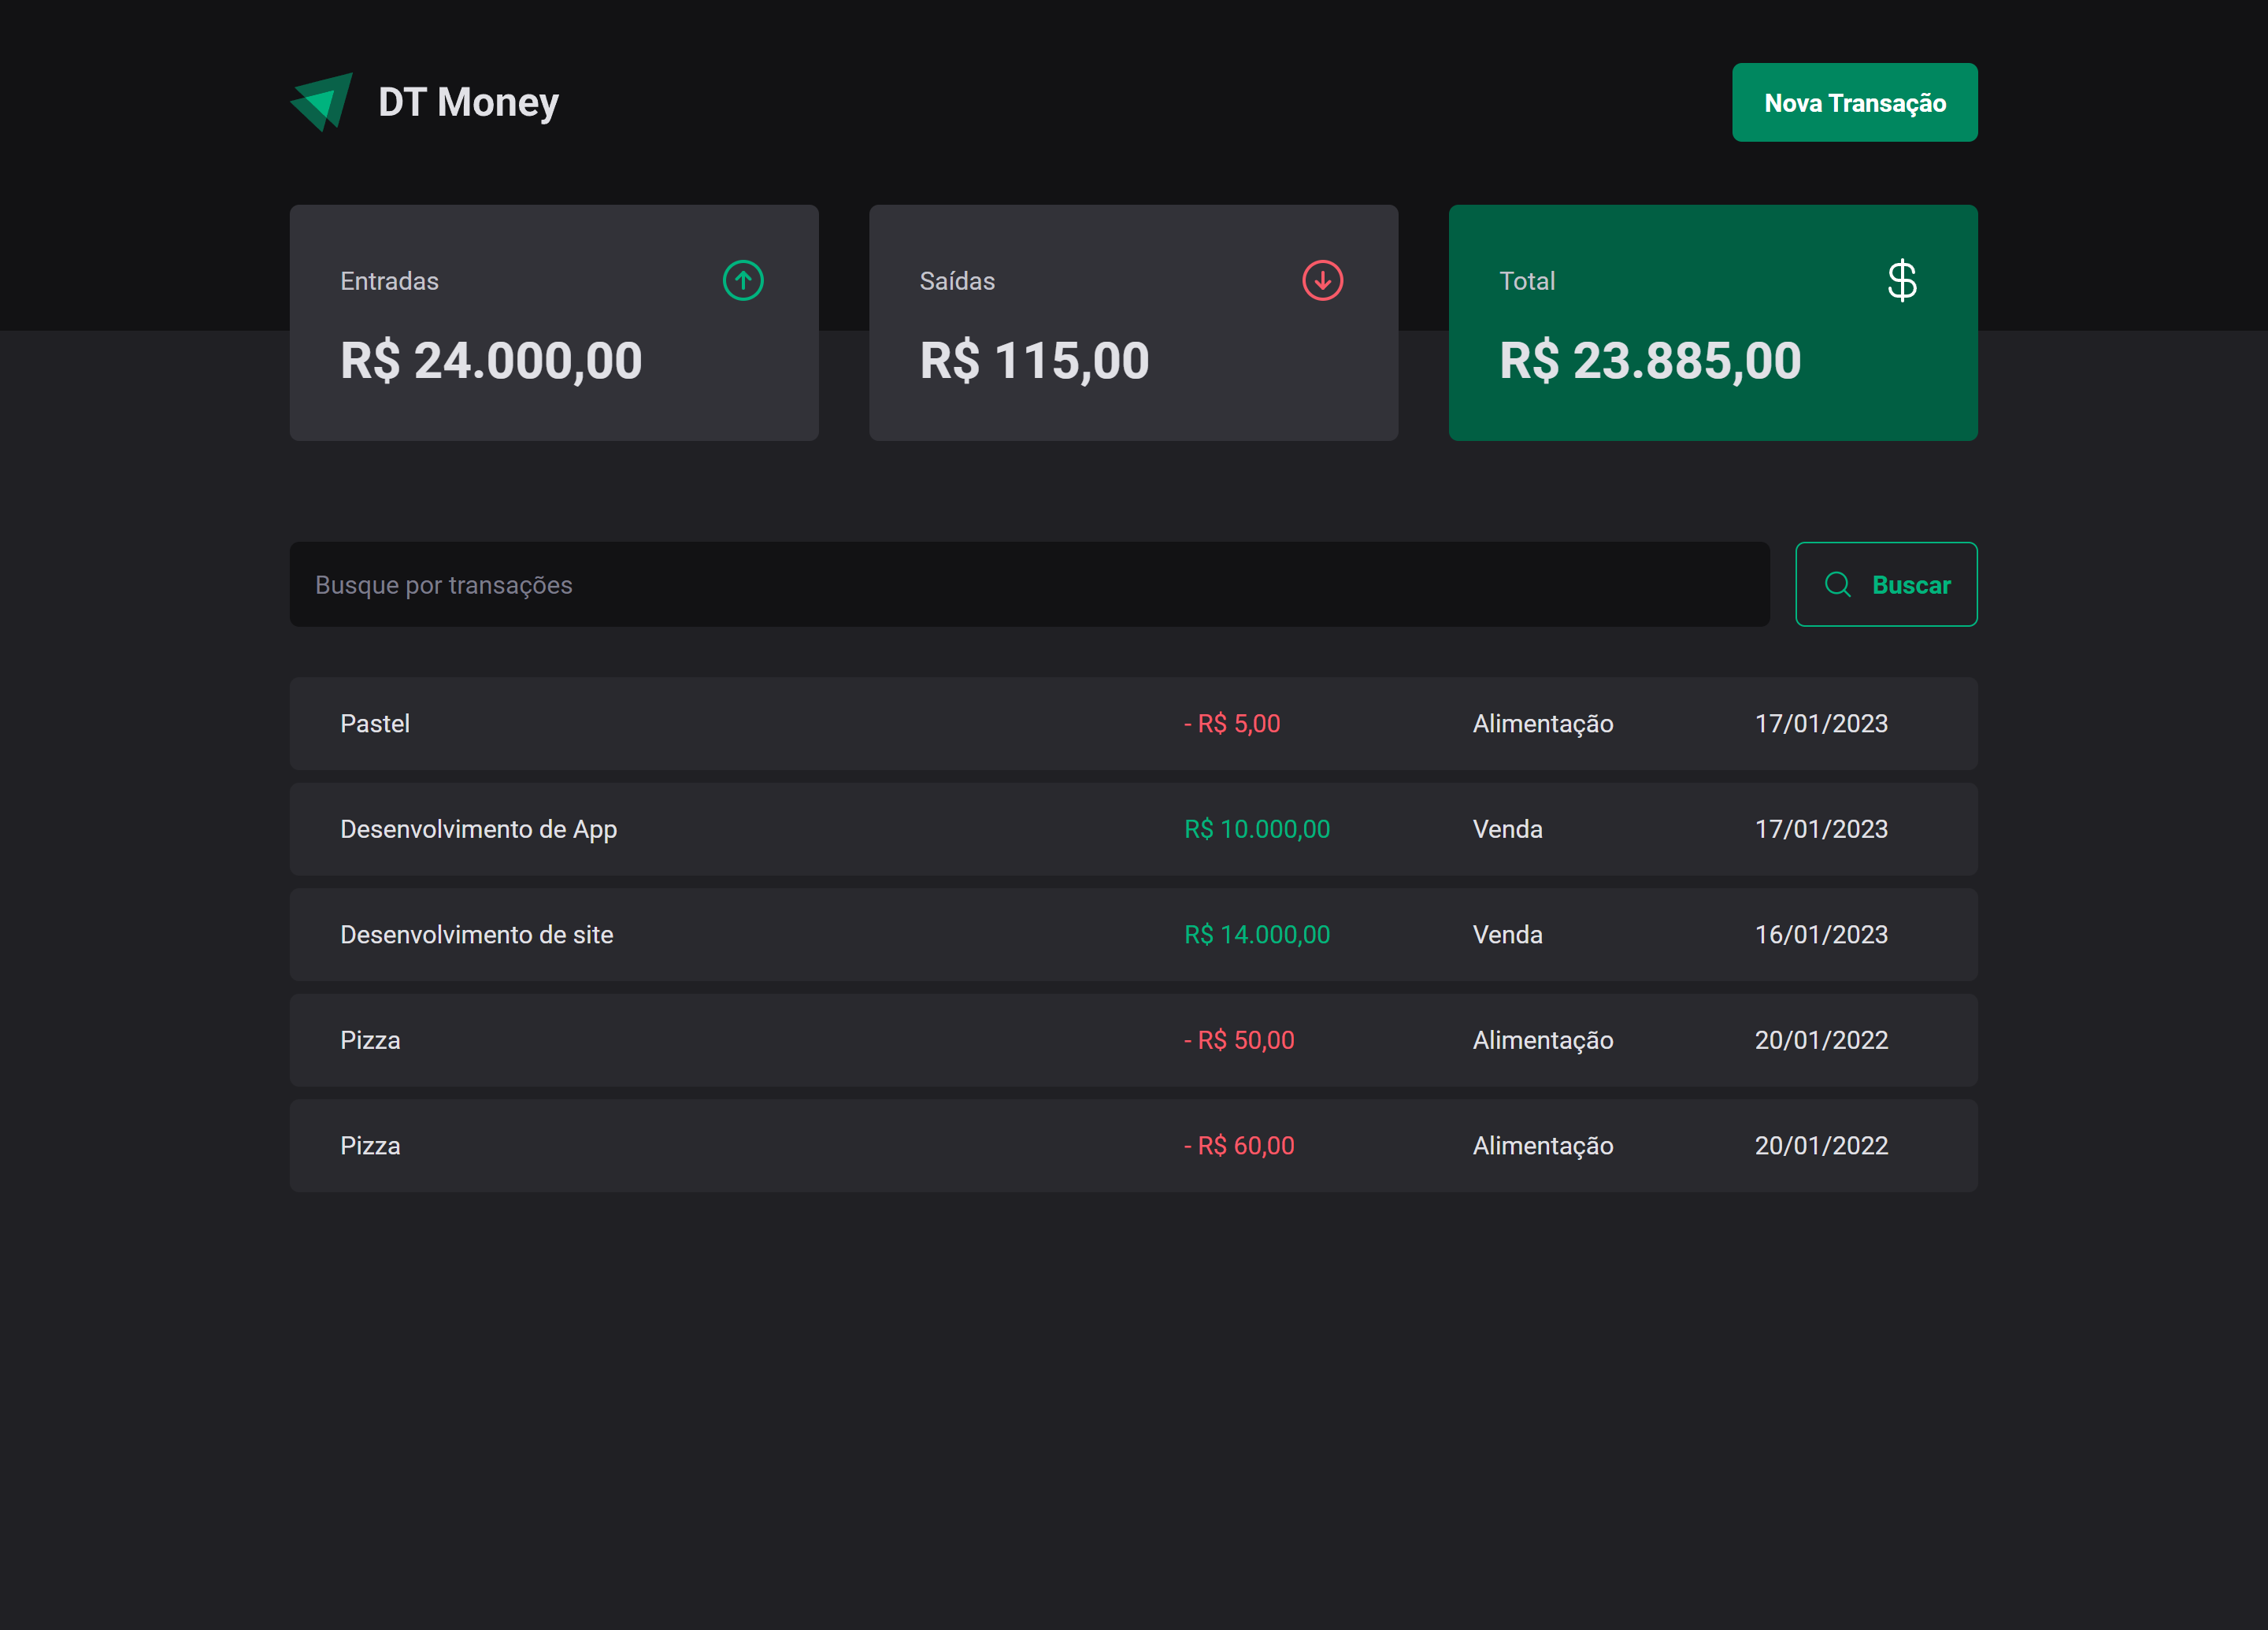 DT Money
Nova Transação
Entradas
R$ 24.000,00
Saídas
R$ 115,00
Total
R$ 23.885,00
Busque por transações
Buscar
Pastel - R$ 5,00 Alimentação 17/01/2023
Desenvolvimento de App R$ 10.000,00 Venda 17/01/2023
Desenvolvimento de site R$ 14.000,00 Venda 16/01/2023
Pizza - R$ 50,00 Alimentação 20/01/2022
Pizza - R$ 60,00 Alimentação 20/01/2022